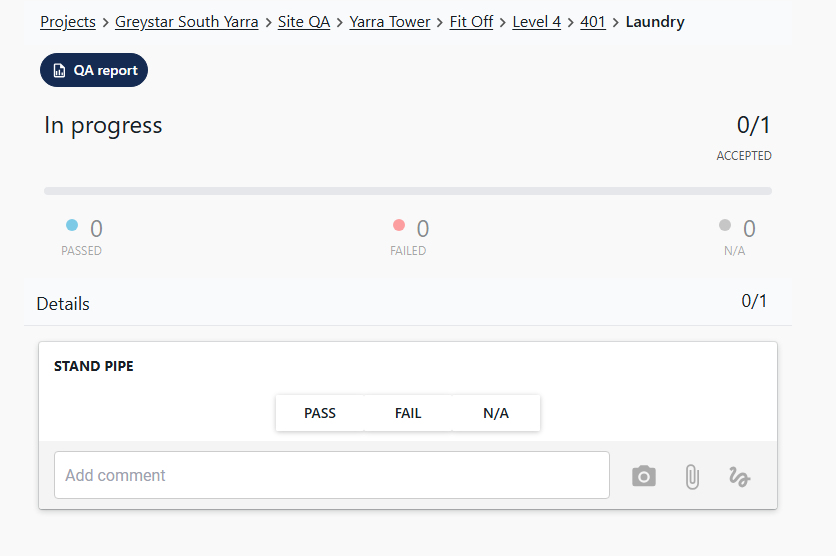 Projects > Greystar South Yarra > Site QA > Yarra Tower > Fit Off > Level 4 > 401 > Laundry
QA report
In progress
0/1
ACCEPTED
0
PASSED
0
FAILED
0
N/A
Details
0/1
STAND PIPE
PASS FAIL N/A
Add comment